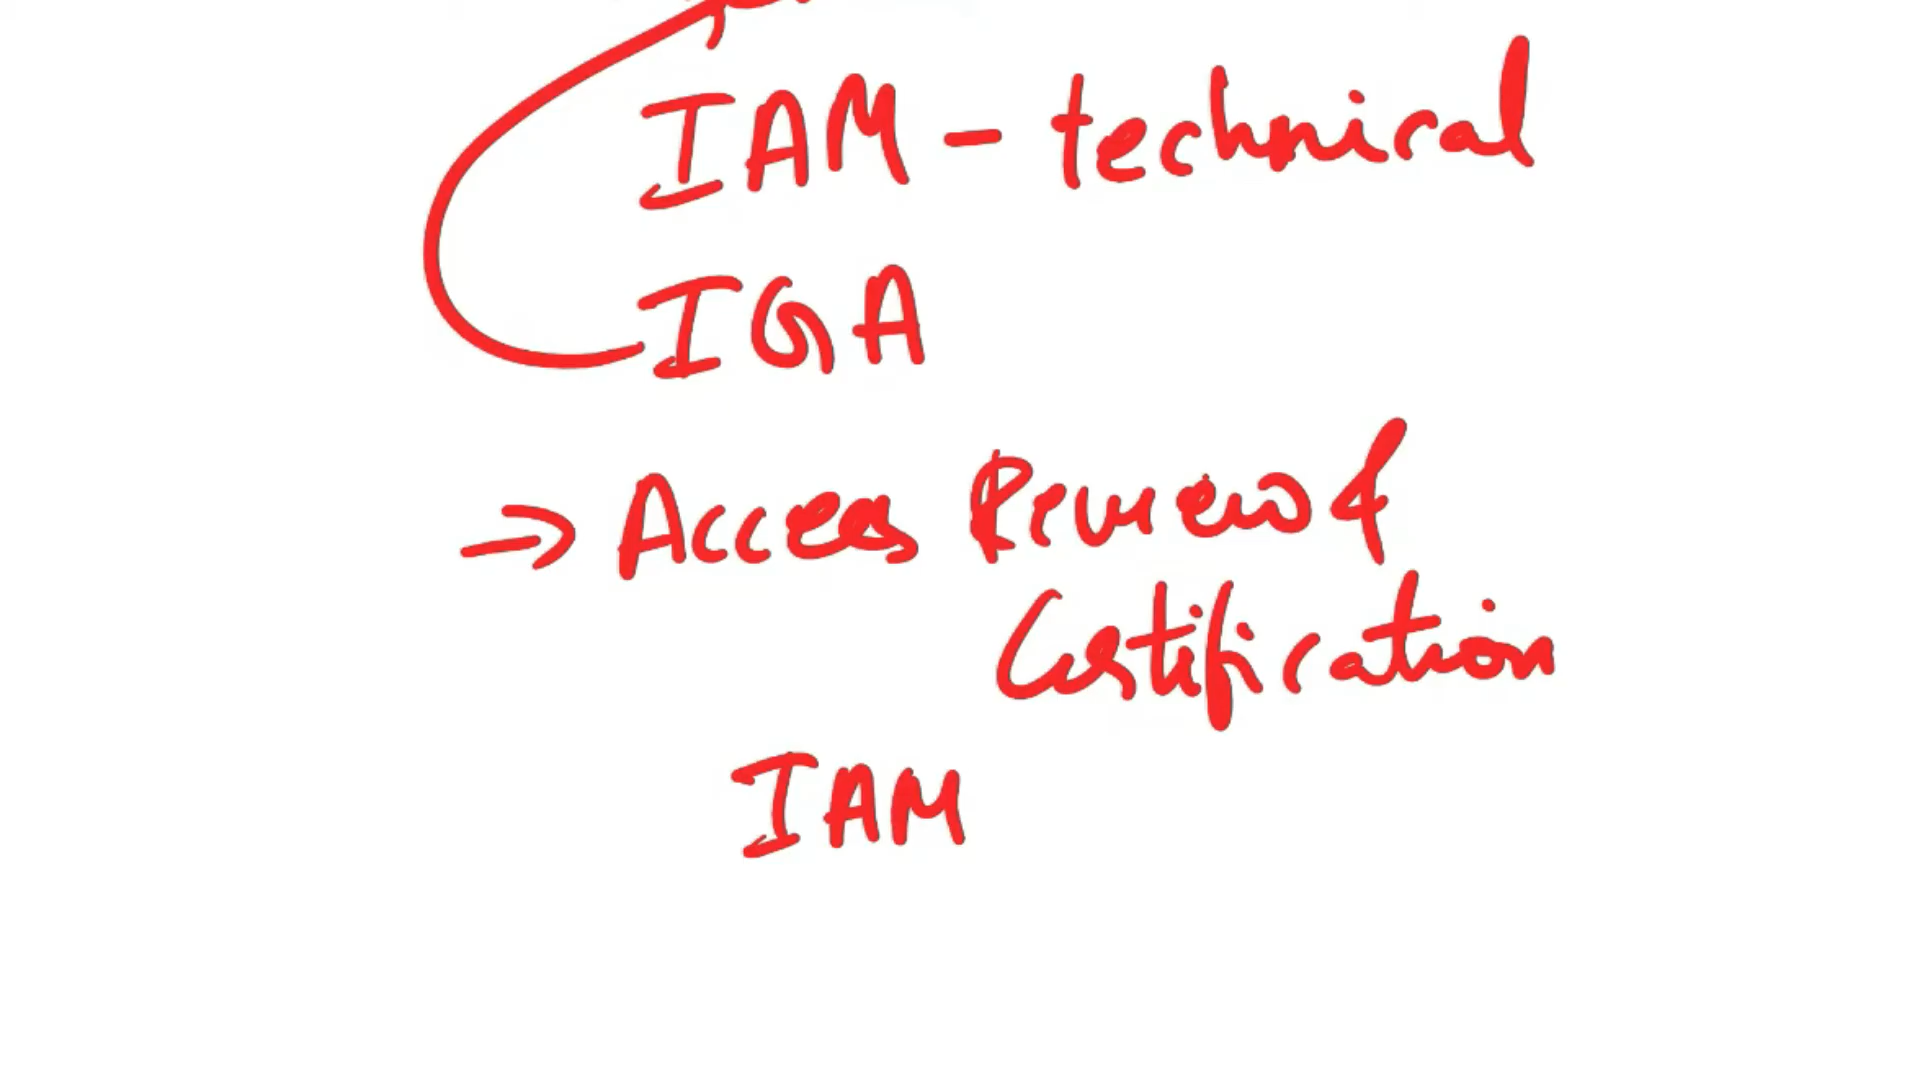 IAM - technical
IGA
→ Access Review &
Certification
IAM